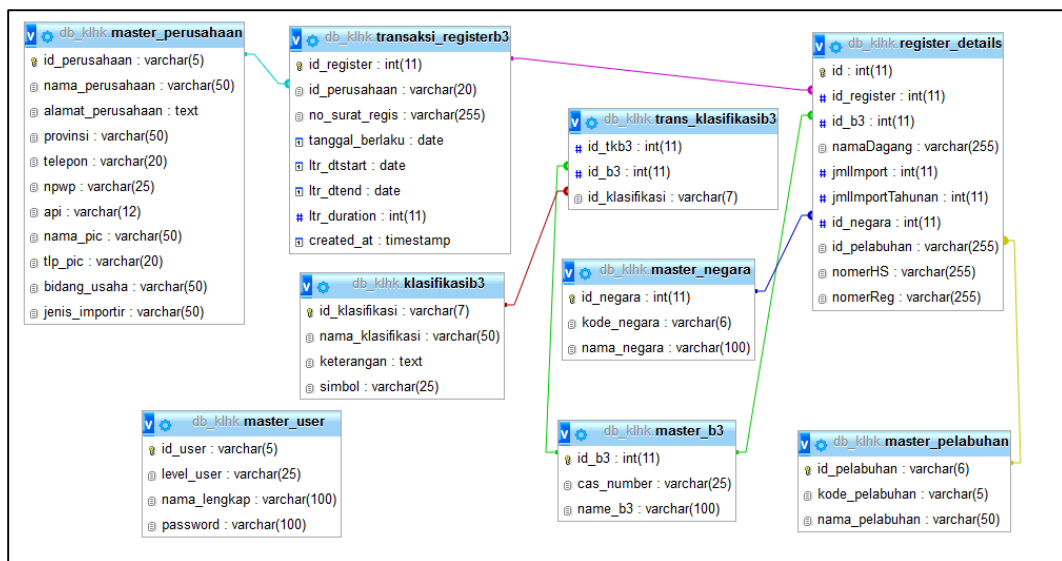 db_klhk.master_perusahaan
id_perusahaan : varchar(5)
nama_perusahaan : varchar(50)
alamat_perusahaan : text
provinsi : varchar(50)
telepon : varchar(20)
npwp : varchar(25)
api : varchar(12)
nama_pic : varchar(50)
tlp_pic : varchar(20)
bidang_usaha : varchar(50)
jenis_importir : varchar(50)
db_klhk.transaksi_registerb3
id_register : int(11)
id_perusahaan : varchar(20)
no_surat_regis : varchar(255)
tanggal_berlaku : date
ltr_dtstart : date
ltr_dtend : date
ltr_duration : int(11)
created_at : timestamp
db_klhk.register_details
id : int(11)
id_register : int(11)
id_b3 : int(11)
namaDagang : varchar(255)
jmlImport : int(11)
jmlImportTahunan : int(11)
id_negara : int(11)
id_pelabuhan : varchar(255)
nomerHS : varchar(255)
nomerReg : varchar(255)
db_klhk.trans_klasifikasib3
id_tkb3 : int(11)
id_b3 : int(11)
id_klasifikasi : varchar(7)
db_klhk.klasifikasib3
id_klasifikasi : varchar(7)
nama_klasifikasi : varchar(50)
keterangan : text
simbol : varchar(25)
db_klhk.master_negara
id_negara : int(11)
kode_negara : varchar(6)
nama_negara : varchar(100)
db_klhk.master_user
id_user : varchar(5)
level_user : varchar(25)
nama_lengkap : varchar(100)
password : varchar(100)
db_klhk.master_b3
id_b3 : int(11)
cas_number : varchar(25)
name_b3 : varchar(100)
db_klhk.master_pelabuhan
id_pelabuhan : varchar(6)
kode_pelabuhan : varchar(5)
nama_pelabuhan : varchar(50)